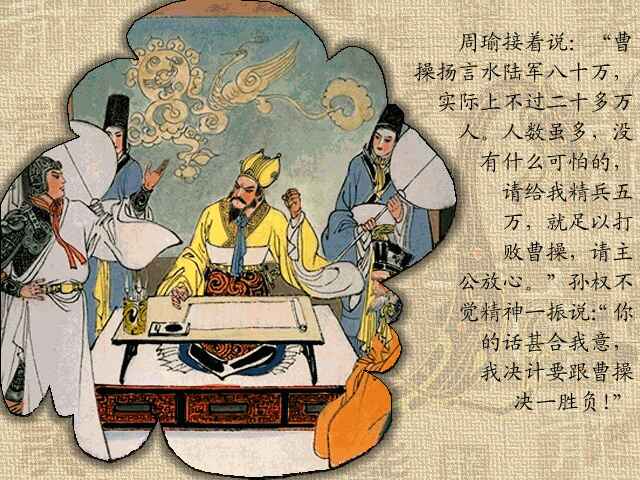 周瑜接着说：“曹
操扬言水陆军八十万，
实际上不过二十多万
人。人数虽多，没
有什么可怕的，
请给我精兵五
万，就足以打
败曹操，请主
公放心。”孙权不
觉精神一振说：“你
的话甚合我意，
我决计要跟曹操
决一胜负！”